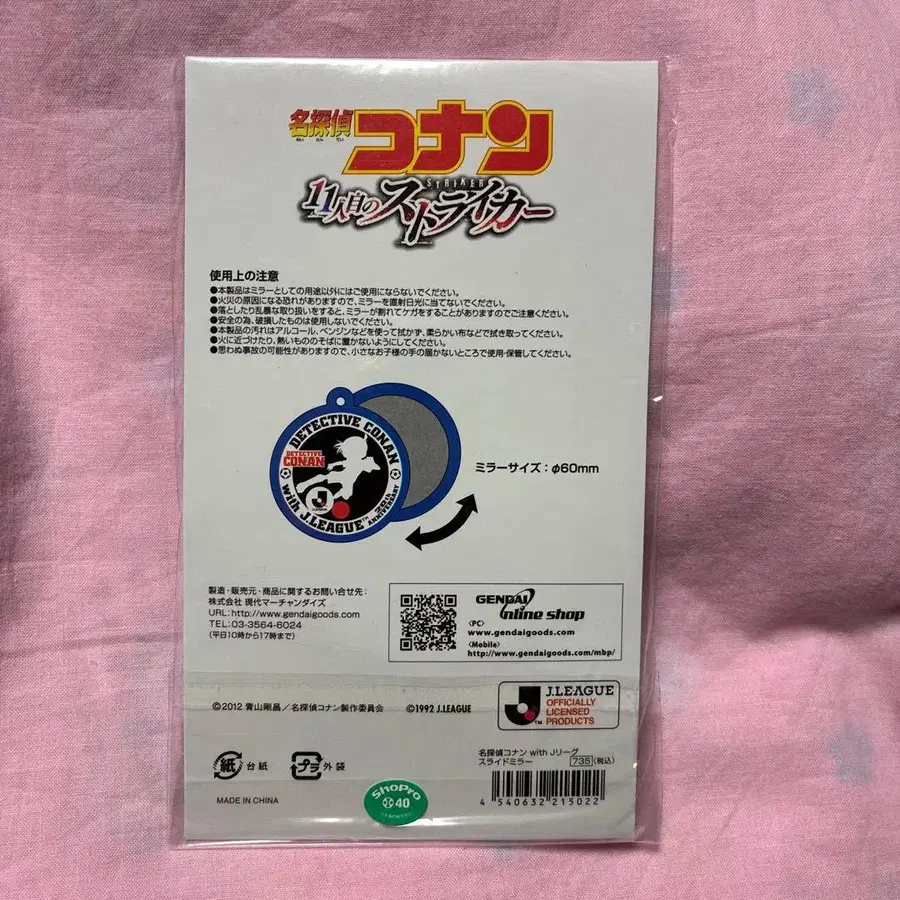 名探偵
めい たん てい
コナン
STRIKER
11人目のストライカー
使用上の注意
●本製品はミラーとしての用途以外にはご使用にならないでください。
●火災の原因になる恐れがありますので、ミラーを直射日光に当てないでください。
●落としたり乱暴な取り扱いをすると、ミラーが割れてケガをすることがありますのでご注意ください。
●安全の為、破損したものは使用しないでください。
●本製品の汚れはアルコール、ベンジンなどを使って拭かず、柔らかい布などで拭き取ってください。
●火に近づけたり、熱いもののそばに置かないようにしてください。
●思わぬ事故の可能性がありますので、小さなお子様の手の届かないところで使用・保管してください。
DETECTIVE CONAN
DETECTIVE
CONAN
J.LEAGUE
with J.LEAGUE™ 20th
ANNIVERSARY
ミラーサイズ：φ60mm
製造・販売元・商品に関するお問い合せ先：
株式会社 現代マーチャンダイズ
URL:http://www.gendaigoods.com
TEL:03-3564-6024
（平日10時から17時まで）
GENDAI
Online shop
〈PC〉
www.gendaigoods.com
〈Mobile〉
http://www.gendaigoods.com/mbp/
©2012 青山剛昌／名探偵コナン製作委員会 ©1992 J.LEAGUE
J.LEAGUE
OFFICIALLY
LICENSED
PRODUCTS
TM
紙 台紙
プラ 外袋
名探偵コナン with Jリーグ
スライドミラー 735(税込)
MADE IN CHINA
ShoPro
40
4 540632 215022